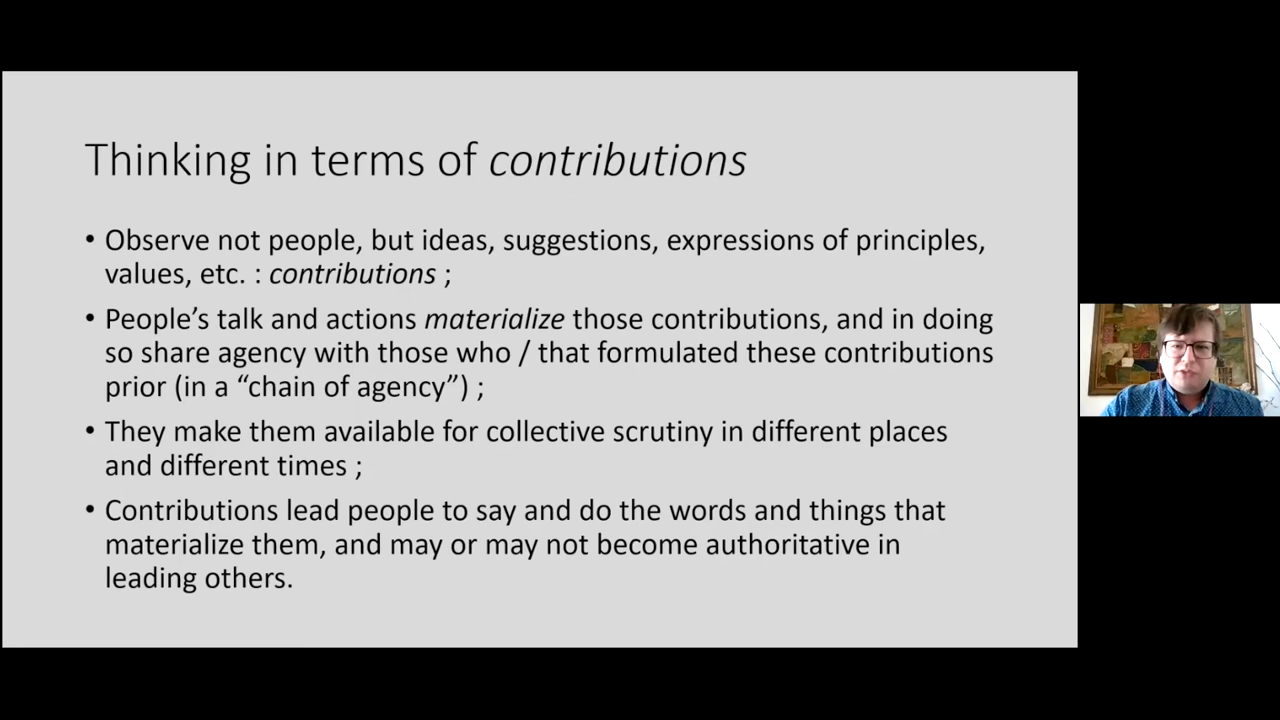 Thinking in terms of contributions
• Observe not people, but ideas, suggestions, expressions of principles,
values, etc. : contributions ;
• People’s talk and actions materialize those contributions, and in doing
so share agency with those who / that formulated these contributions
prior (in a “chain of agency”) ;
• They make them available for collective scrutiny in different places
and different times ;
• Contributions lead people to say and do the words and things that
materialize them, and may or may not become authoritative in
leading others.